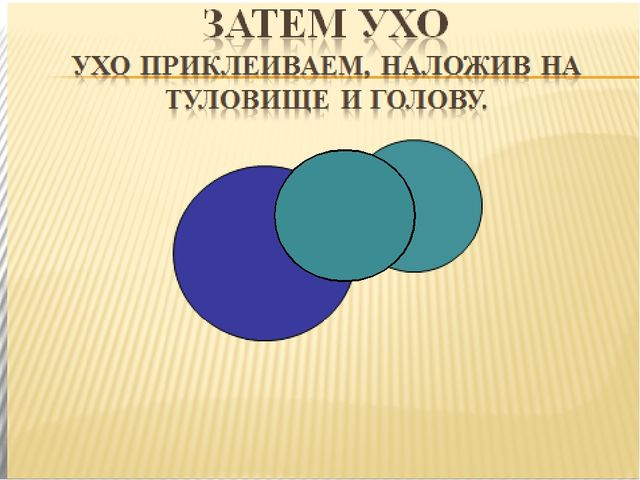 ЗАТЕМ УХО
УХО ПРИКЛЕИВАЕМ, НАЛОЖИВ НА
ТУЛОВИЩЕ И ГОЛОВУ.